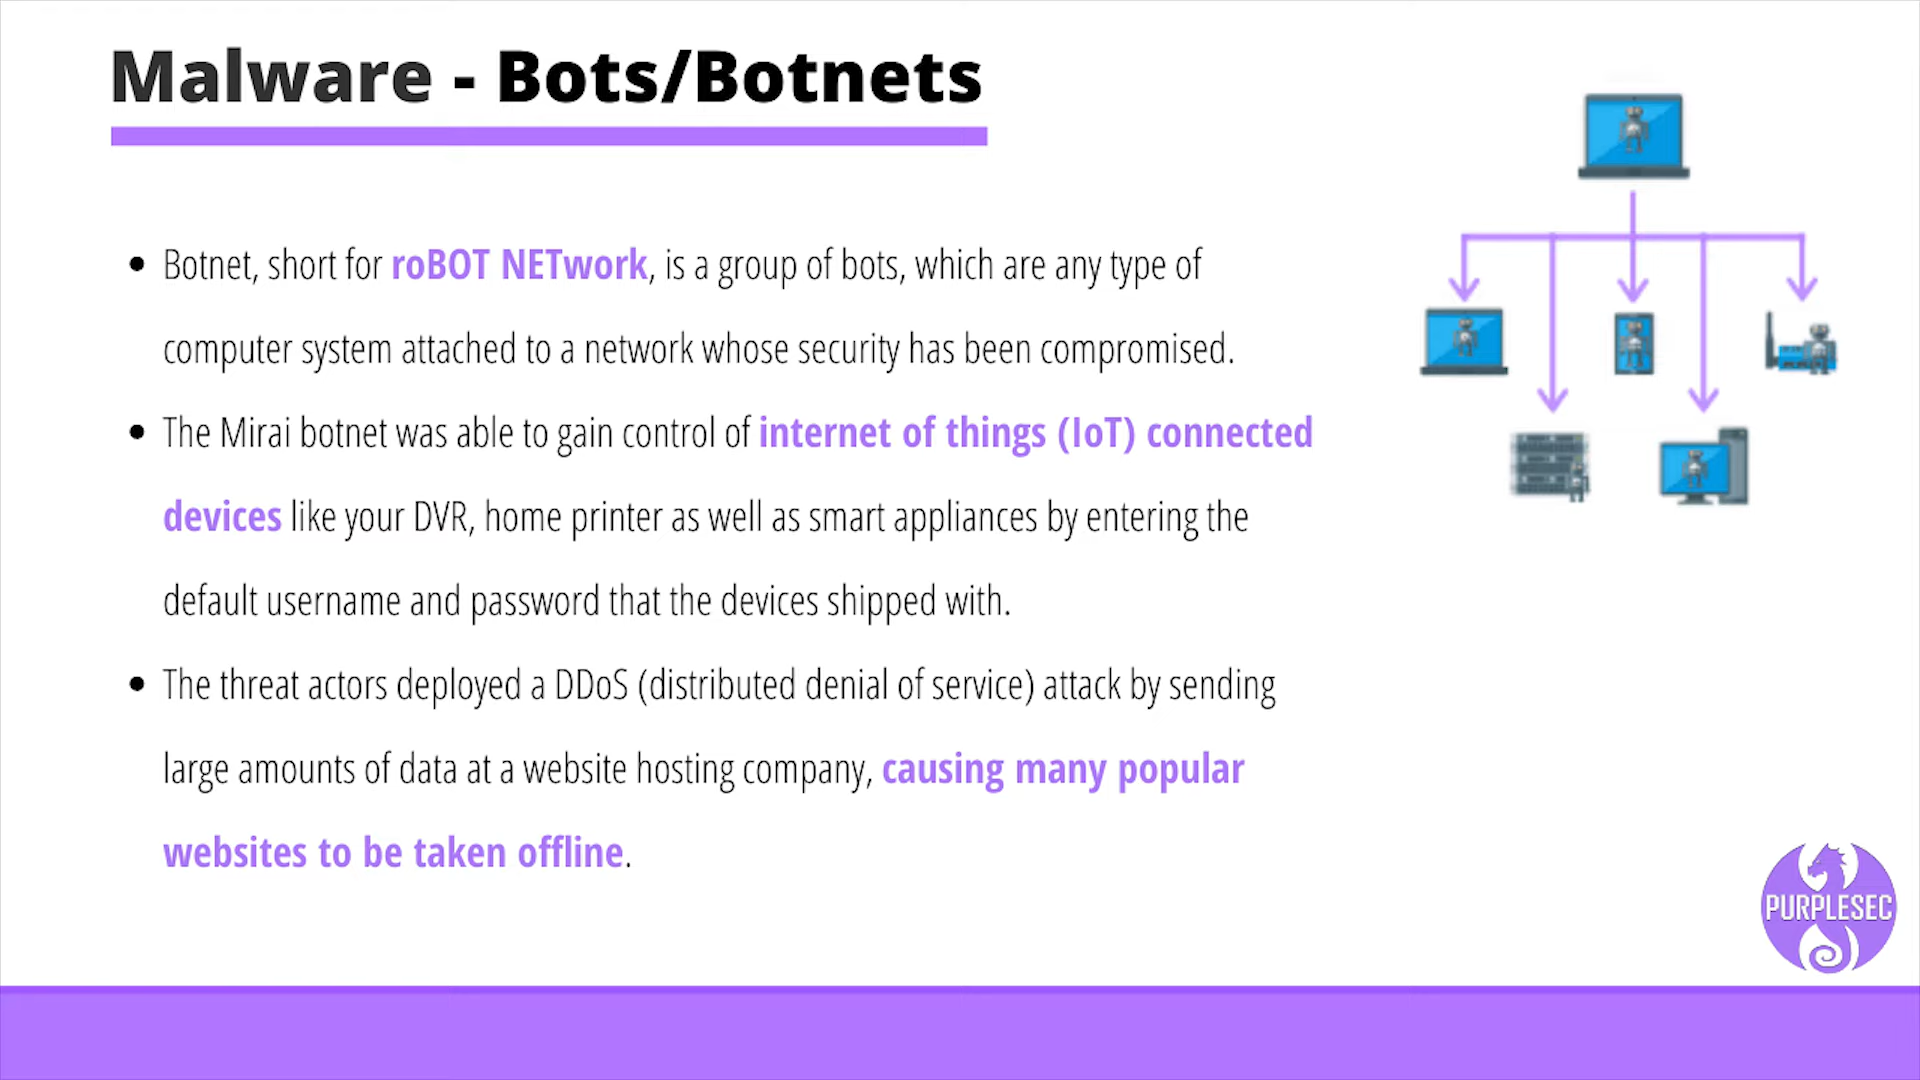 Malware - Bots/Botnets
• Botnet, short for roBOT NETwork, is a group of bots, which are any type of
computer system attached to a network whose security has been compromised.
• The Mirai botnet was able to gain control of internet of things (IoT) connected
devices like your DVR, home printer as well as smart appliances by entering the
default username and password that the devices shipped with.
• The threat actors deployed a DDoS (distributed denial of service) attack by sending
large amounts of data at a website hosting company, causing many popular
websites to be taken offline.
PURPLESEC